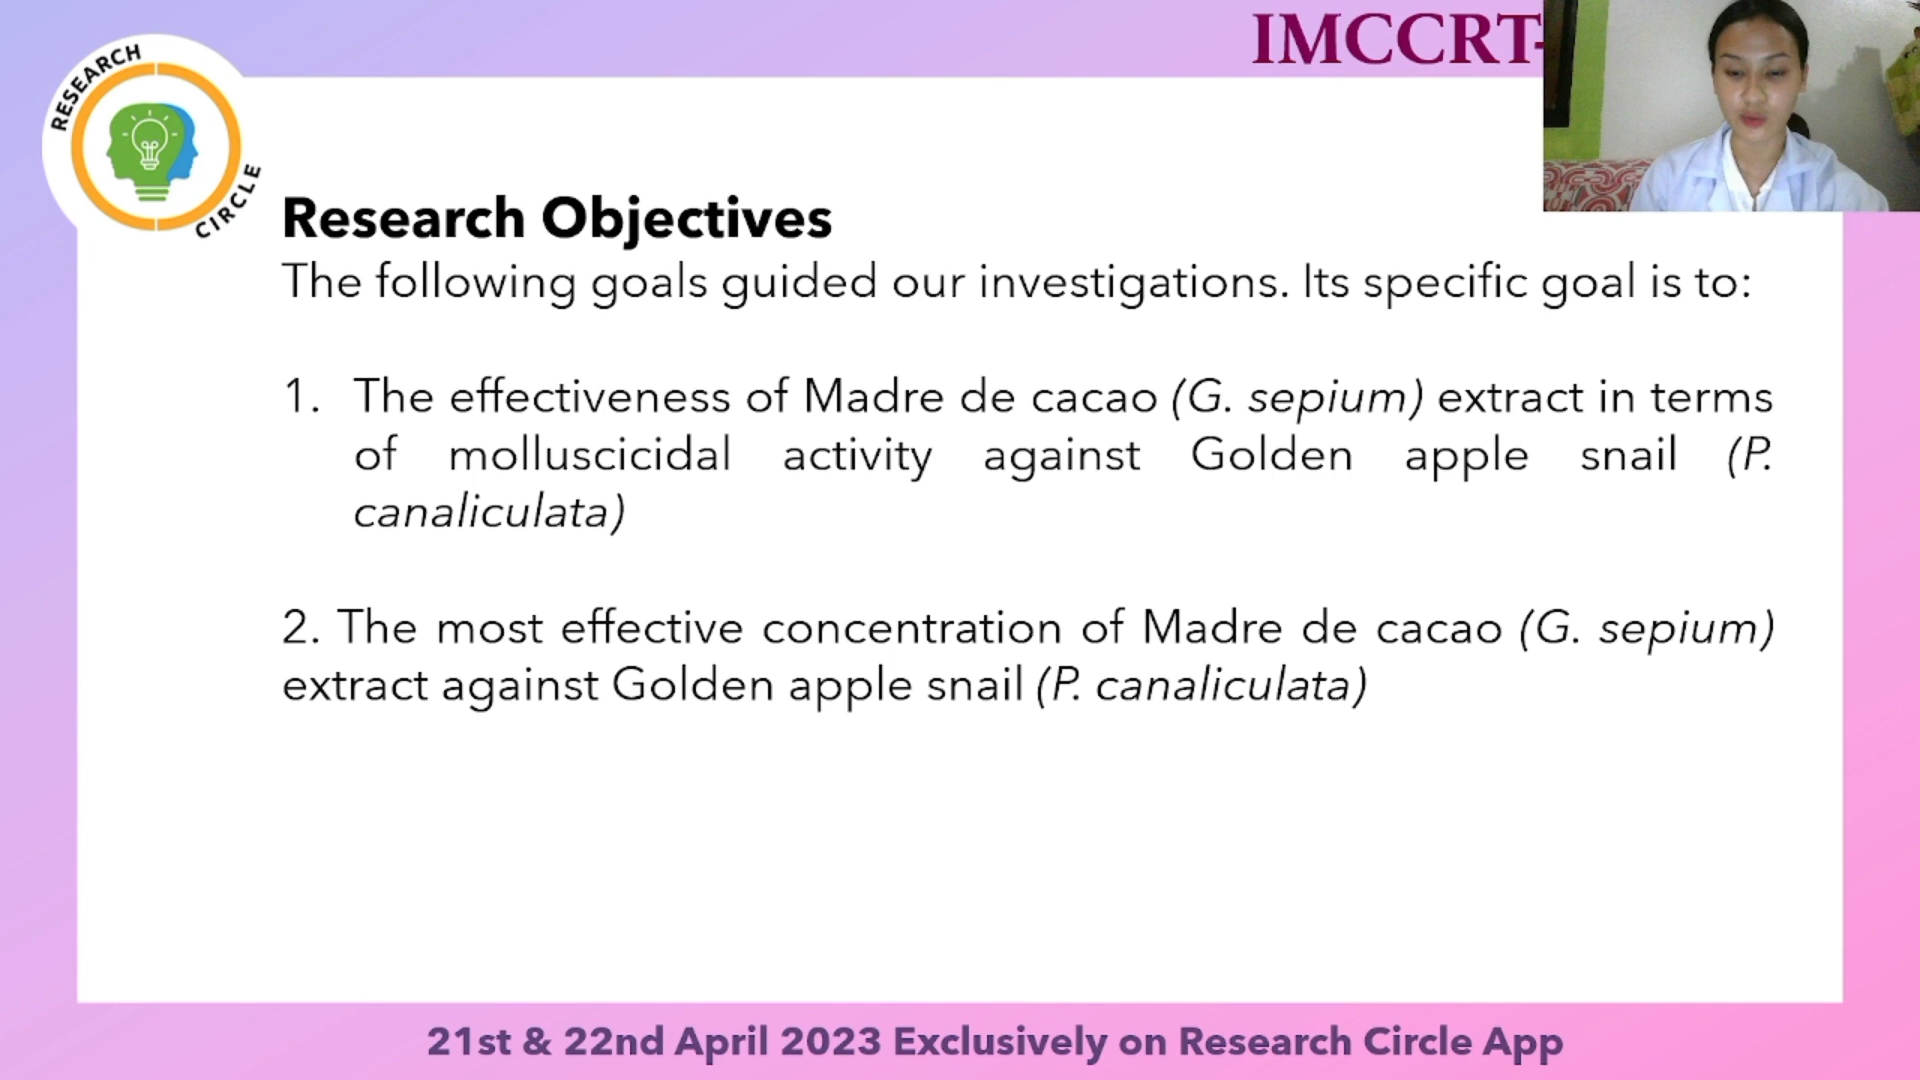 RESEARCH
CIRCLE
IMCCRT-
Research Objectives
The following goals guided our investigations. Its specific goal is to:
1. The effectiveness of Madre de cacao (G. sepium) extract in terms
of molluscicidal activity against Golden apple snail (P.
canaliculata)
2. The most effective concentration of Madre de cacao (G. sepium)
extract against Golden apple snail (P. canaliculata)
21st & 22nd April 2023 Exclusively on Research Circle App